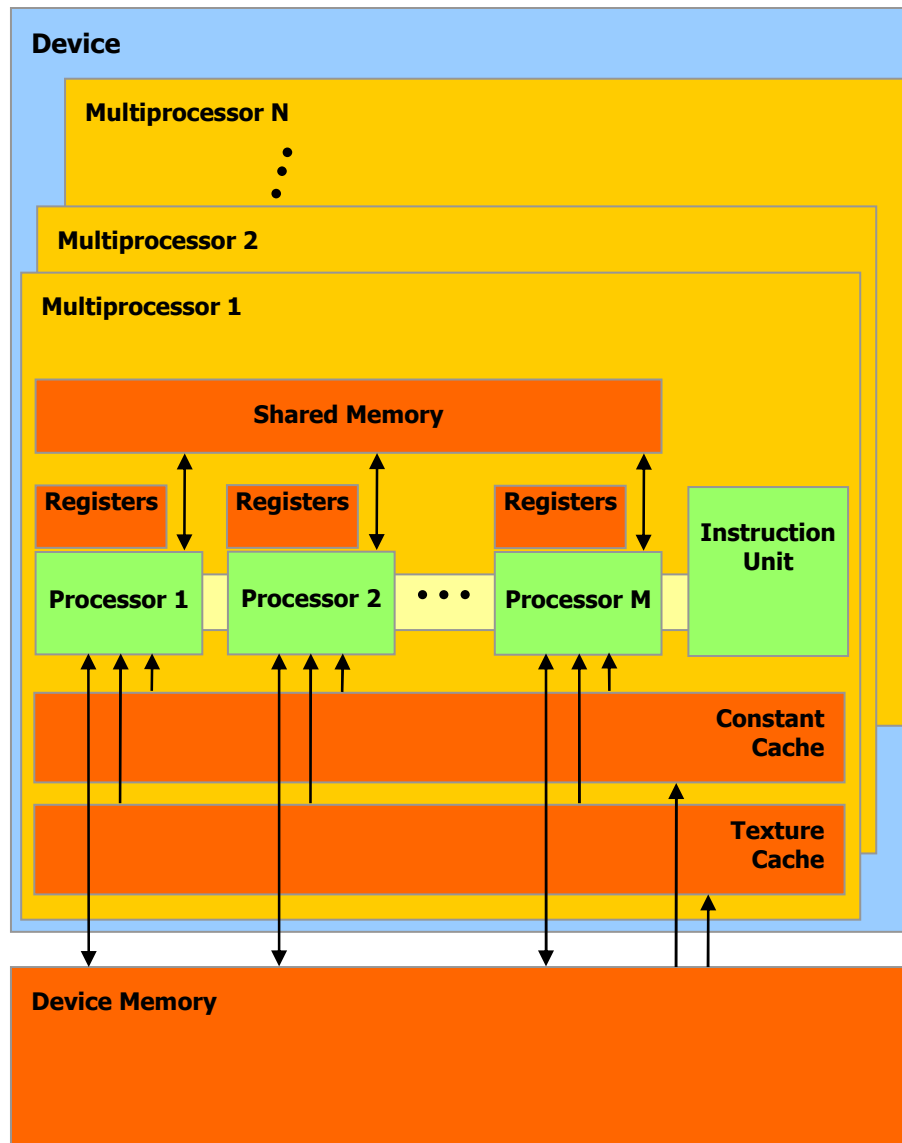 Device
Multiprocessor N
Multiprocessor 2
Multiprocessor 1
Shared Memory
Registers
Registers
Registers
Instruction
Unit
Processor 1
Processor 2
• • •
Processor M
Constant
Cache
Texture
Cache
Device Memory